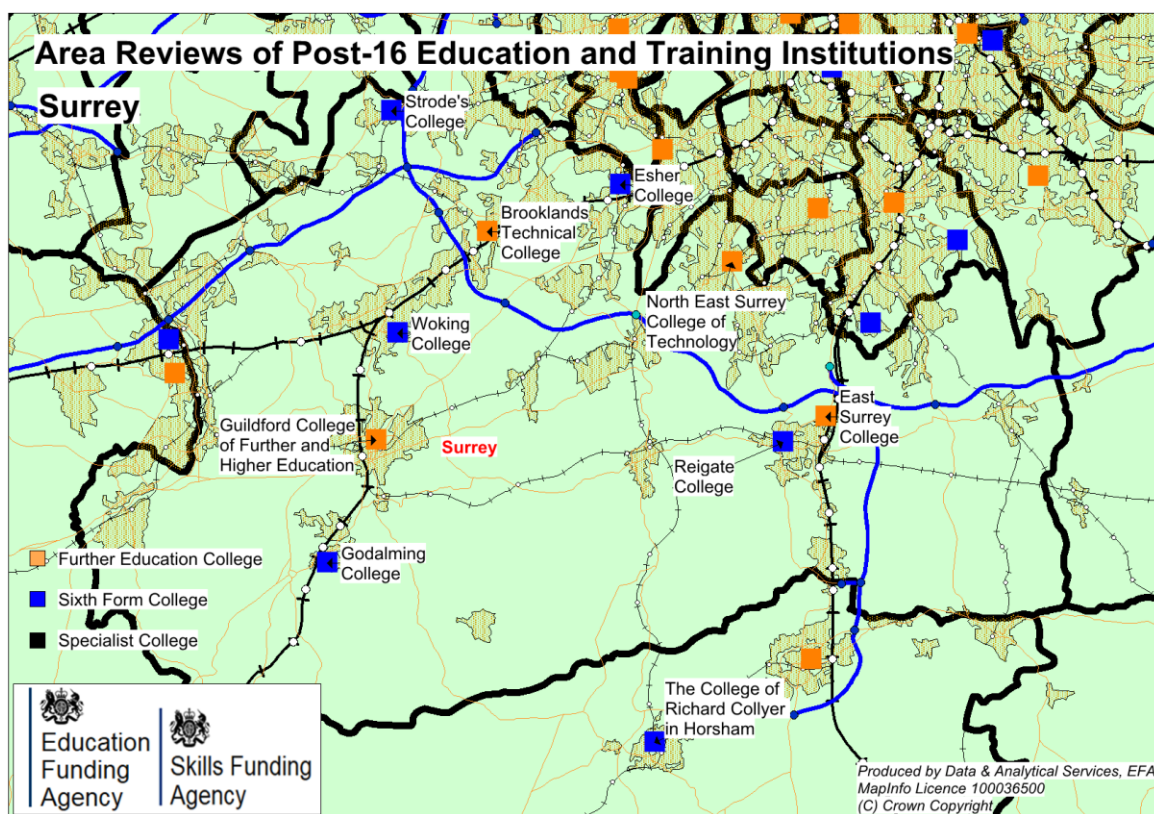 Area Reviews of Post-16 Education and Training Institutions
Surrey
Strode's
College
Esher
College
Brooklands
Technical
College
North East Surrey
College of
Technology
Woking
College
Guildford College
of Further and
Higher Education
Surrey
East
Surrey
College
Reigate
College
Godalming
College
Further Education College
Sixth Form College
Specialist College
The College of
Richard Collyer
in Horsham
Education
Funding
Agency
Skills Funding
Agency
Produced by Data & Analytical Services, EFA
MapInfo Licence 100036500
(C) Crown Copyright